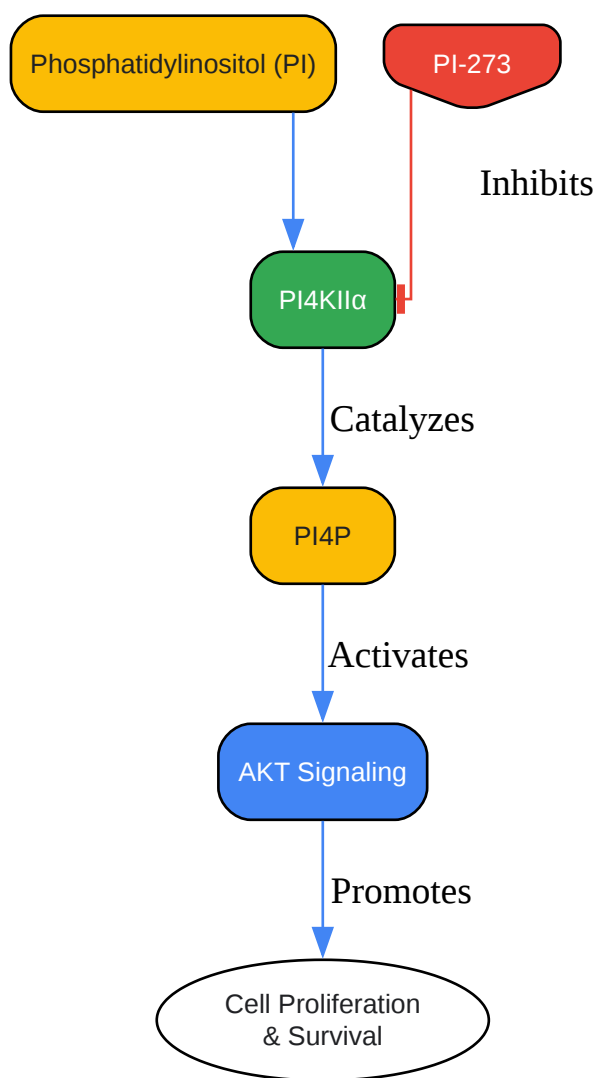 Phosphatidylinositol (PI)
PI-273
Inhibits
PI4KIIα
Catalyzes
PI4P
Activates
AKT Signaling
Promotes
Cell Proliferation
& Survival